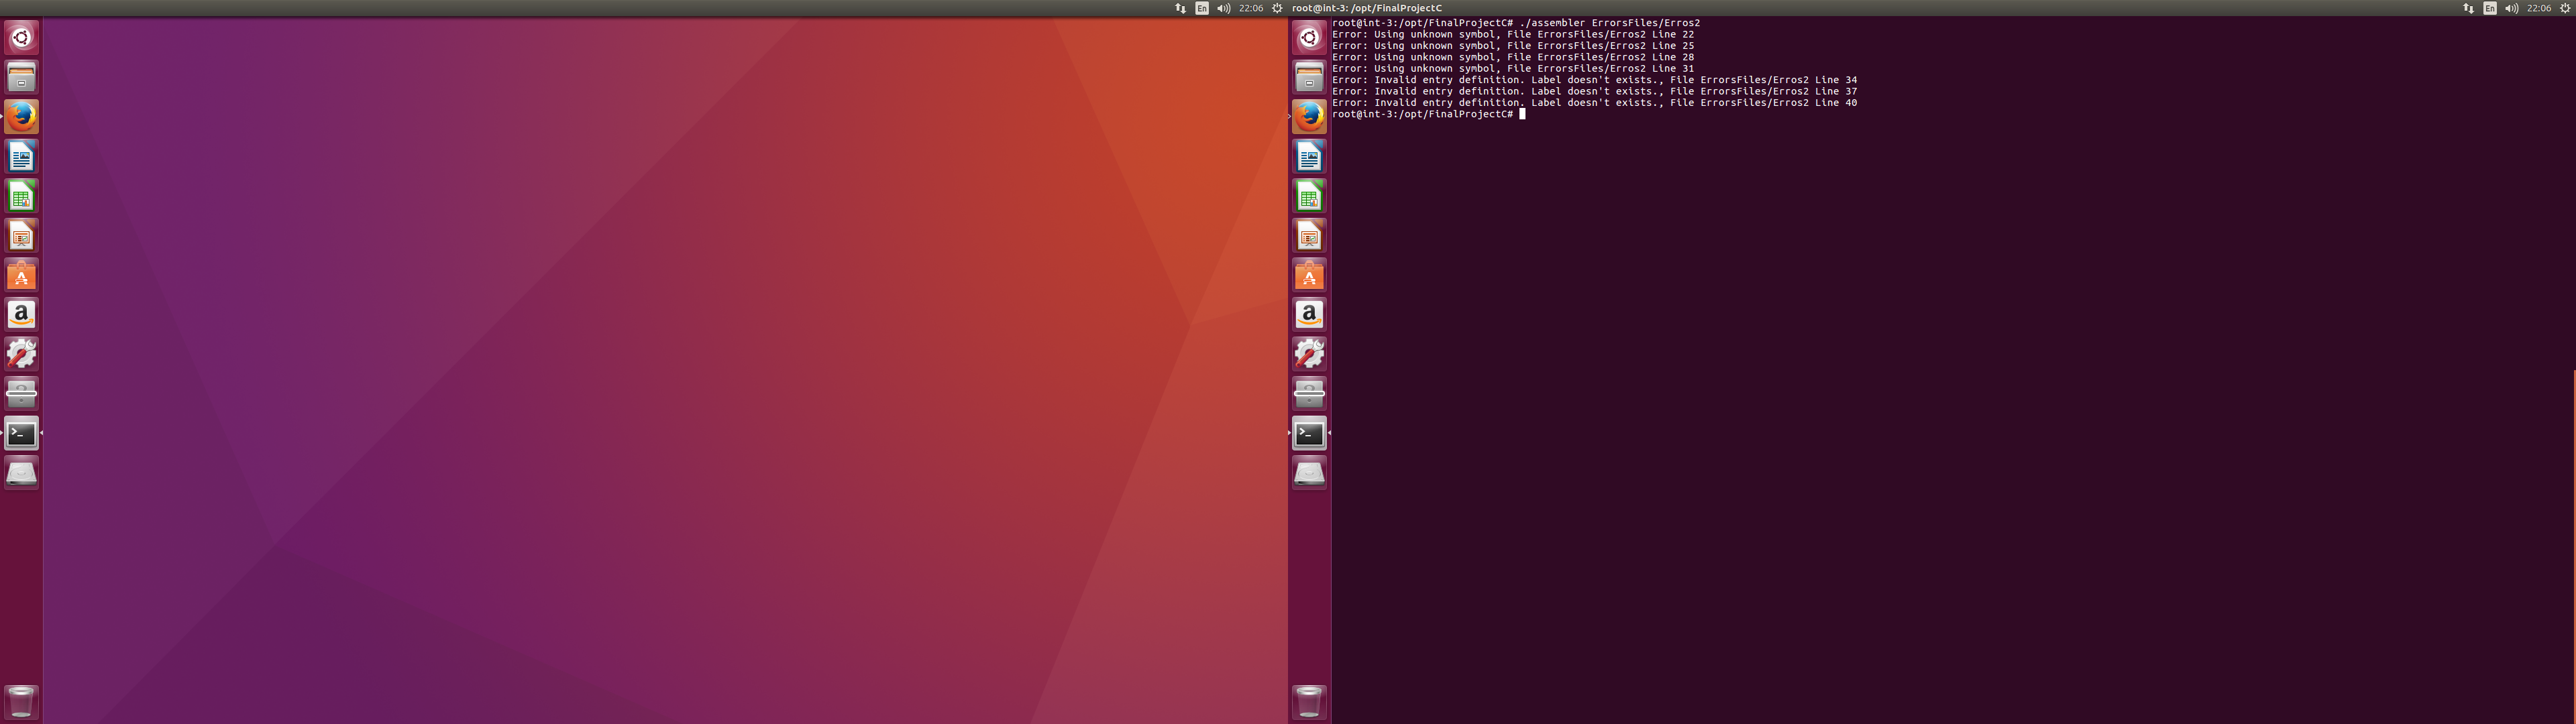 En 22:06
root@int-3: /opt/FinalProjectC En 22:06
root@int-3:/opt/FinalProjectC# ./assembler ErrorsFiles/Erros2
Error: Using unknown symbol, File ErrorsFiles/Erros2 Line 22
Error: Using unknown symbol, File ErrorsFiles/Erros2 Line 25
Error: Using unknown symbol, File ErrorsFiles/Erros2 Line 28
Error: Using unknown symbol, File ErrorsFiles/Erros2 Line 31
Error: Invalid entry definition. Label doesn't exists., File ErrorsFiles/Erros2 Line 34
Error: Invalid entry definition. Label doesn't exists., File ErrorsFiles/Erros2 Line 37
Error: Invalid entry definition. Label doesn't exists., File ErrorsFiles/Erros2 Line 40
root@int-3:/opt/FinalProjectC#